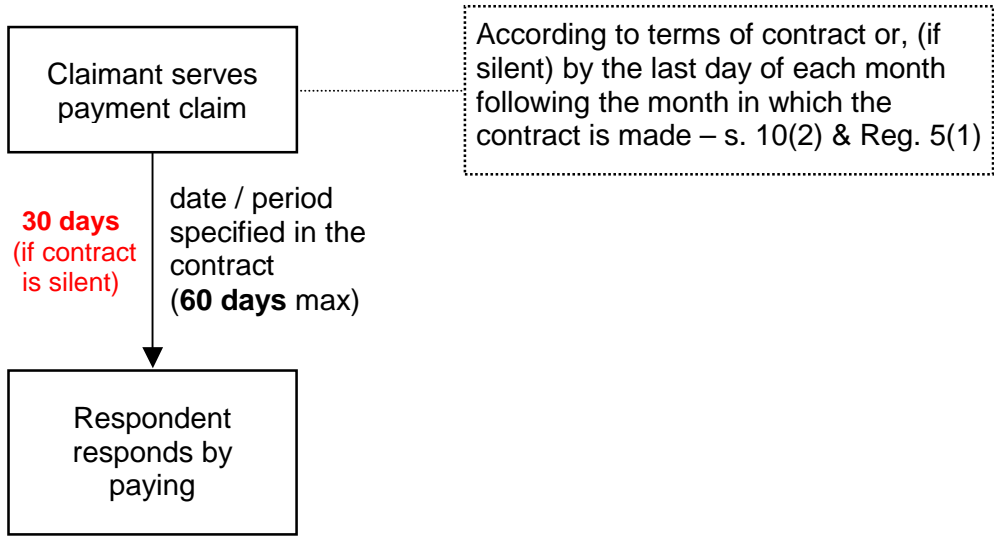 Claimant serves
payment claim
According to terms of contract or, (if
silent) by the last day of each month
following the month in which the
contract is made – s. 10(2) & Reg. 5(1)
30 days
(if contract
is silent)
date / period
specified in the
contract
(60 days max)
Respondent
responds by
paying